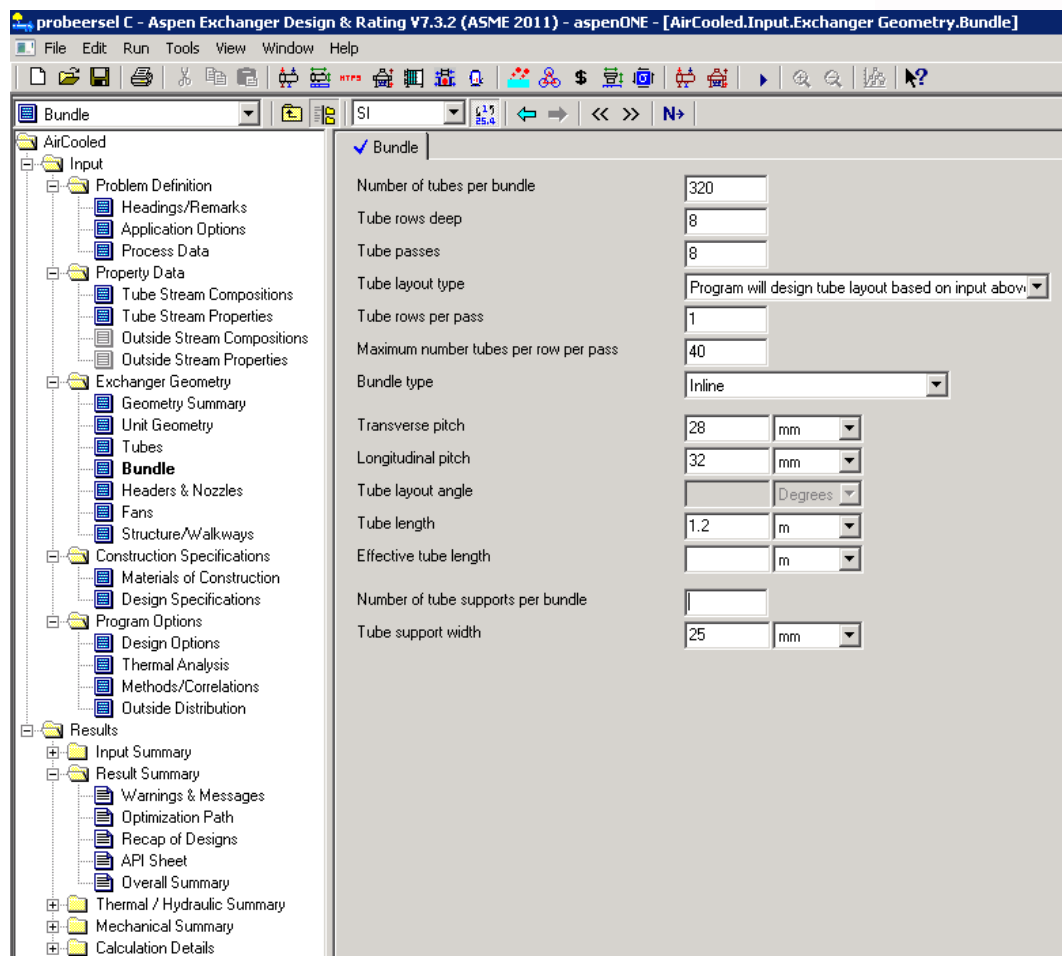 probeersel C - Aspen Exchanger Design & Rating V7.3.2 (ASME 2011) - aspenONE - [AirCooled.Input.Exchanger Geometry.Bundle]
File Edit Run Tools View Window Help
HTFS $
Bundle SI 25.4 N
AirCooled
Input
Problem Definition
Headings/Remarks
Application Options
Process Data
Property Data
Tube Stream Compositions
Tube Stream Properties
Outside Stream Compositions
Outside Stream Properties
Exchanger Geometry
Geometry Summary
Unit Geometry
Tubes
Bundle
Headers & Nozzles
Fans
Structure/Walkways
Construction Specifications
Materials of Construction
Design Specifications
Program Options
Design Options
Thermal Analysis
Methods/Correlations
Outside Distribution
Results
Input Summary
Result Summary
Warnings & Messages
Optimization Path
Recap of Designs
API Sheet
Overall Summary
Thermal / Hydraulic Summary
Mechanical Summary
Calculation Details
Bundle
Number of tubes per bundle 320
Tube rows deep 8
Tube passes 8
Tube layout type Program will design tube layout based on input abov
Tube rows per pass 1
Maximum number tubes per row per pass 40
Bundle type Inline
Transverse pitch 28 mm
Longitudinal pitch 32 mm
Tube layout angle Degrees
Tube length 1.2 m
Effective tube length m
Number of tube supports per bundle
Tube support width 25 mm